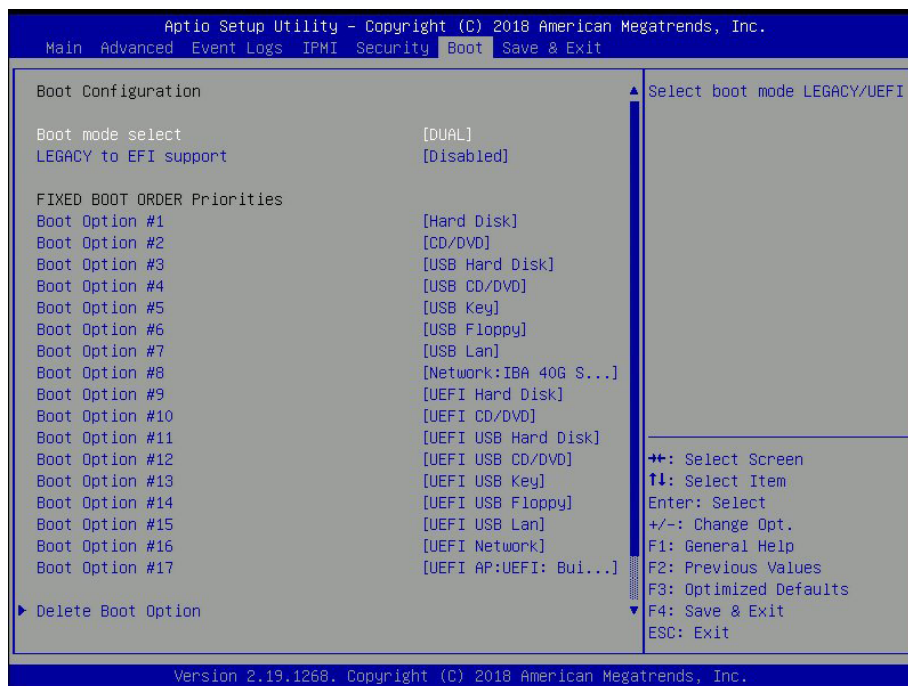 Aptio Setup Utility – Copyright (C) 2018 American Megatrends, Inc.
Main Advanced Event Logs IPMI Security Boot Save & Exit
Boot Configuration
Boot mode select [DUAL]
LEGACY to EFI support [Disabled]
FIXED BOOT ORDER Priorities
Boot Option #1 [Hard Disk]
Boot Option #2 [CD/DVD]
Boot Option #3 [USB Hard Disk]
Boot Option #4 [USB CD/DVD]
Boot Option #5 [USB Key]
Boot Option #6 [USB Floppy]
Boot Option #7 [USB Lan]
Boot Option #8 [Network:IBA 40G S...]
Boot Option #9 [UEFI Hard Disk]
Boot Option #10 [UEFI CD/DVD]
Boot Option #11 [UEFI USB Hard Disk]
Boot Option #12 [UEFI USB CD/DVD]
Boot Option #13 [UEFI USB Key]
Boot Option #14 [UEFI USB Floppy]
Boot Option #15 [UEFI USB Lan]
Boot Option #16 [UEFI Network]
Boot Option #17 [UEFI AP:UEFI: Bui...]
Delete Boot Option
Select boot mode LEGACY/UEFI
→←: Select Screen
↑↓: Select Item
Enter: Select
+/-: Change Opt.
F1: General Help
F2: Previous Values
F3: Optimized Defaults
F4: Save & Exit
ESC: Exit
Version 2.19.1268. Copyright (C) 2018 American Megatrends, Inc.